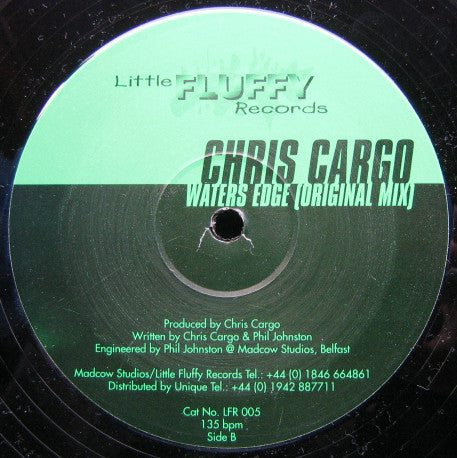 Little FLUFFY
Records
CHRIS CARGO
WATERS EDGE (ORIGINAL MIX)
Produced by Chris Cargo
Written by Chris Cargo & Phil Johnston
Engineered by Phil Johnston @ Madcow Studios, Belfast
Madcow Studios/Little Fluffy Records Tel.: +44 (0) 1846 664861
Distributed by Unique Tel.: +44 (0) 1942 887711
Cat No. LFR 005
135 bpm
Side B